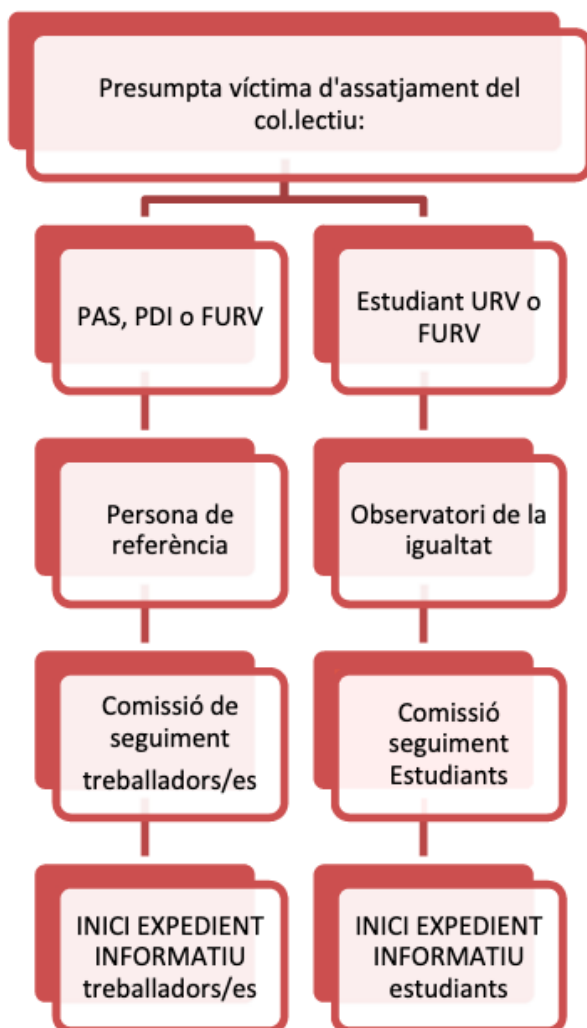 Presumpta víctima d'assatjament del
col.lectiu:
PAS, PDI o FURV
Estudiant URV o
FURV
Persona de
referència
Observatori de la
igualtat
Comissió de
seguiment
treballadors/es
Comissió
seguiment
Estudiants
INICI EXPEDIENT
INFORMATIU
treballadors/es
INICI EXPEDIENT
INFORMATIU
estudiants